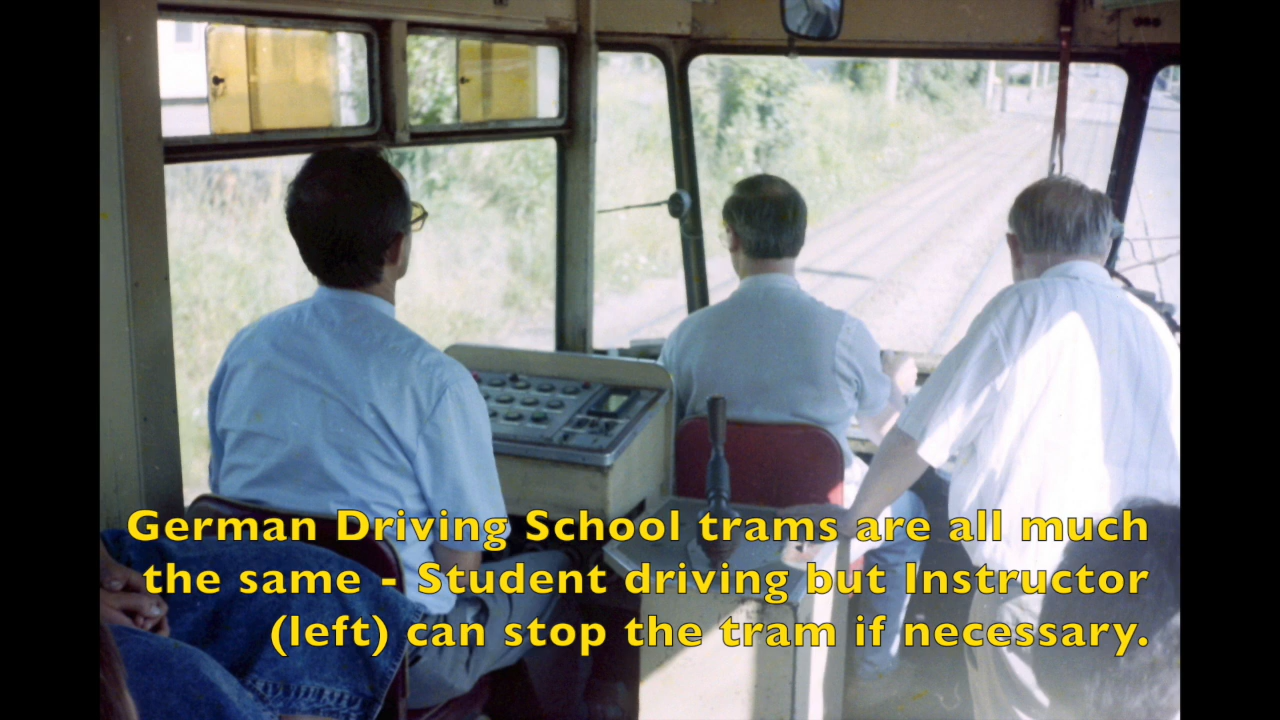 German Driving School trams are all much
the same - Student driving but Instructor
(left) can stop the tram if necessary.